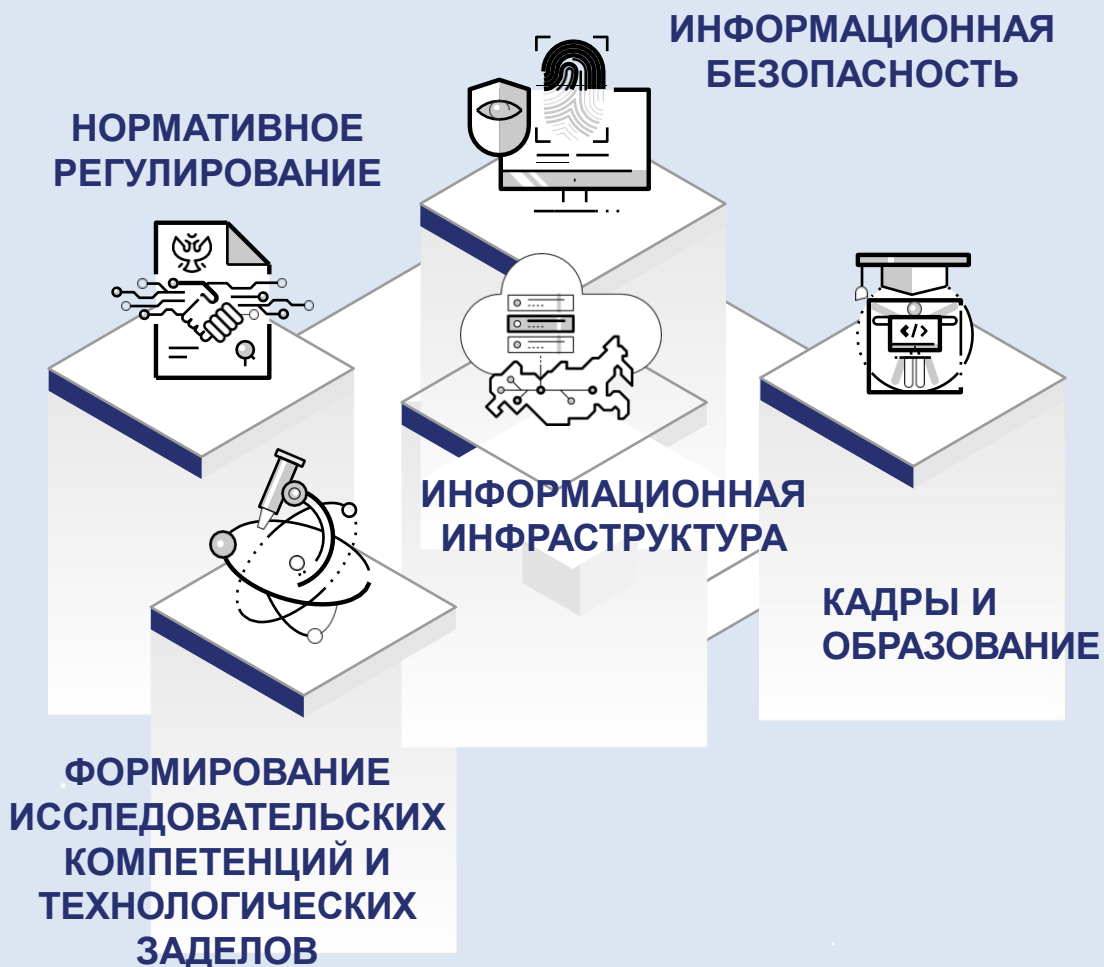 ИНФОРМАЦИОННАЯ
БЕЗОПАСНОСТЬ
НОРМАТИВНОЕ
РЕГУЛИРОВАНИЕ
</>
ИНФОРМАЦИОННАЯ
ИНФРАСТРУКТУРА
КАДРЫ И
ОБРАЗОВАНИЕ
ФОРМИРОВАНИЕ
ИССЛЕДОВАТЕЛЬСКИХ
КОМПЕТЕНЦИЙ И
ТЕХНОЛОГИЧЕСКИХ
ЗАДЕЛОВ